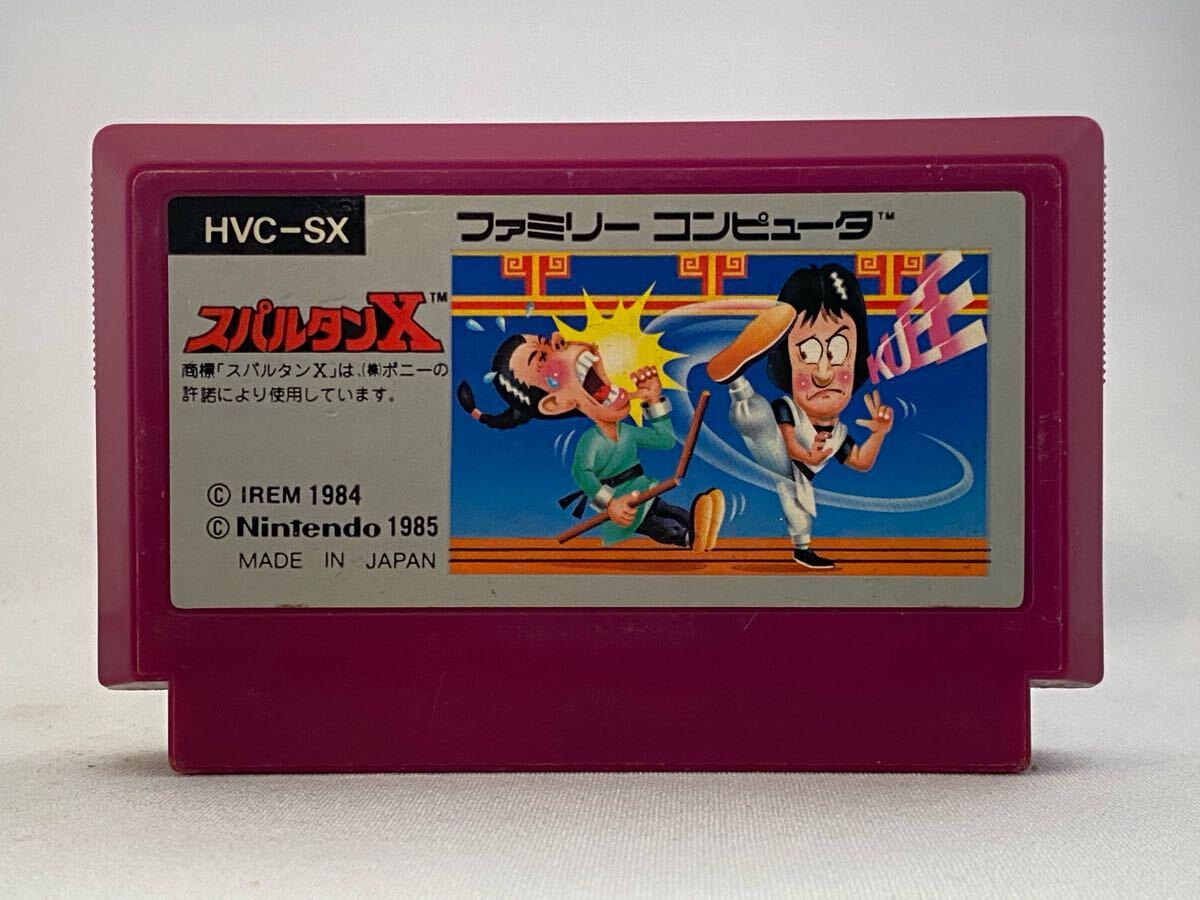 HVC-SX
ファミリー コンピュータ™
スパルタンX™
商標「スパルタンX」は、(株)ポニーの
許諾により使用しています。
KUEE
© IREM 1984
© Nintendo 1985
MADE IN JAPAN